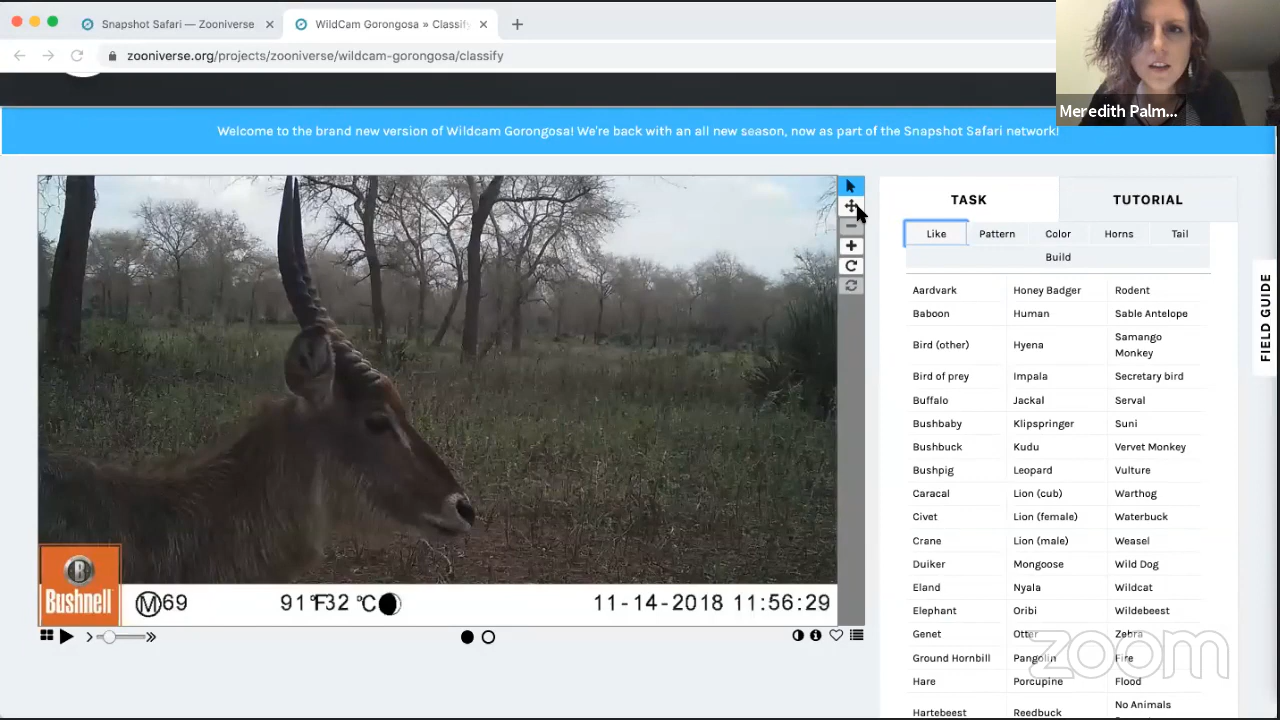 Snapshot Safari — Zooniverse
WildCam Gorongosa » Classify
zooniverse.org/projects/zooniverse/wildcam-gorongosa/classify
Meredith Palm...
Welcome to the brand new version of Wildcam Gorongosa! We're back with an all new season, now as part of the Snapshot Safari network!
TASK TUTORIAL
Like Pattern Color Horns Tail
Build
Aardvark Honey Badger Rodent
Baboon Human Sable Antelope
Bird (other) Hyena Samango
Monkey
Bird of prey Impala Secretary bird
Buffalo Jackal Serval
Bushbaby Klipspringer Suni
Bushbuck Kudu Vervet Monkey
Bushpig Leopard Vulture
Caracal Lion (cub) Warthog
Civet Lion (female) Waterbuck
Crane Lion (male) Weasel
Duiker Mongoose Wild Dog
Eland Nyala Wildcat
Elephant Oribi Wildebeest
Genet Otter Zebra
Ground Hornbill Pangolin Fire
Hare Porcupine Flood
Hartebeest Reedbuck No Animals
FIELD GUIDE
B
Bushnell
M 69 91°F32 °C 11-14-2018 11:56:29
zoom